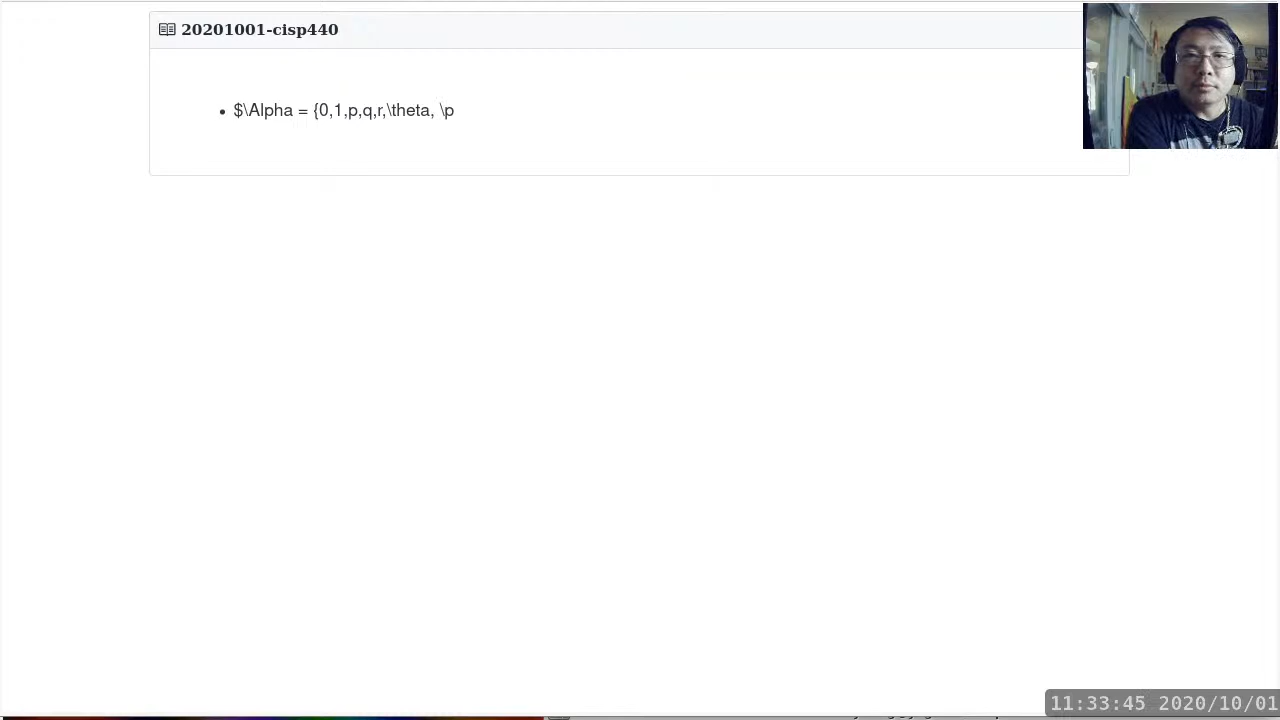 20201001-cisp440
• $\Alpha = {0,1,p,q,r,\theta, \p
11:33:45 2020/10/01